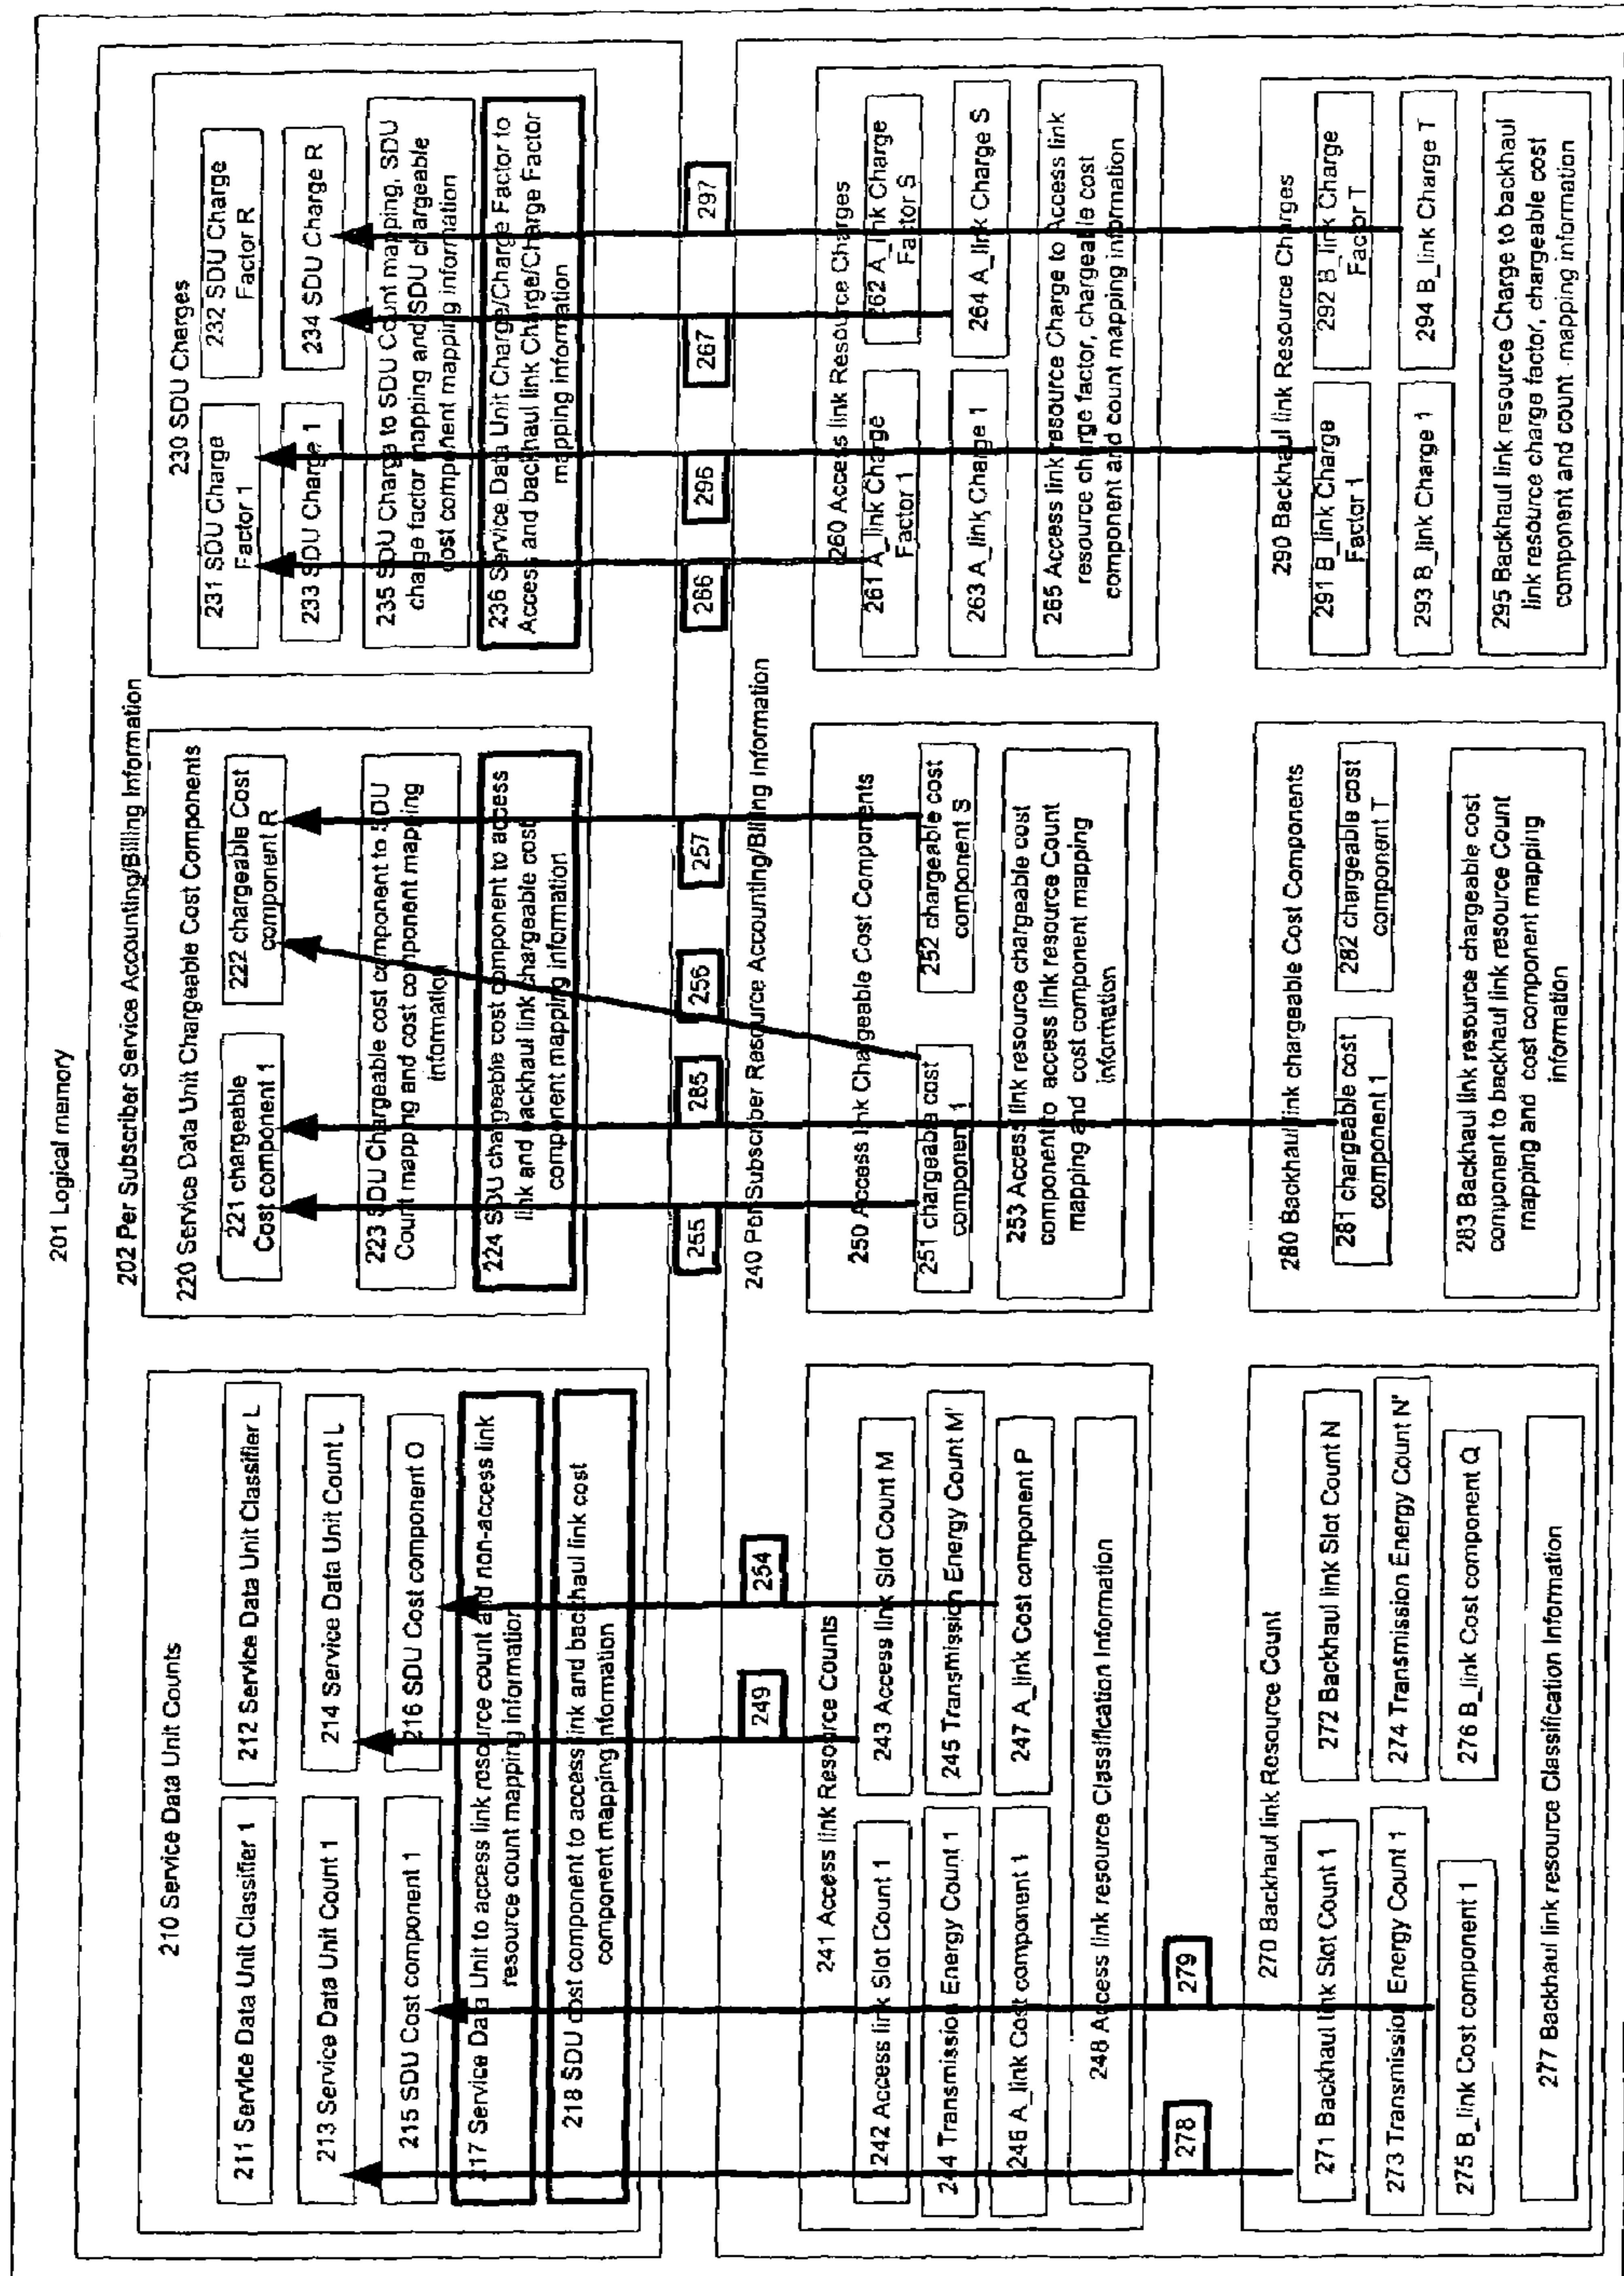 201 Logical memory
202 Per Subscriber Service Accounting/Billing Information
210 Service Data Unit Counts
211 Service Data Unit Classifier 1
212 Service Data Unit Classifier L
213 Service Data Unit Count 1
214 Service Data Unit Count L
215 SDU Cost component 1
216 SDU Cost component O
217 Service Data Unit to access link resource count and non-access link
resource count mapping information
218 SDU cost component to access link and backhaul link cost
component mapping information
220 Service Data Unit Chargeable Cost Components
221 chargeable
Cost component 1
222 chargeable Cost
component R
223 SDU Chargeable cost component to SDU
Count mapping and cost component mapping
information
224 SDU chargeable cost component to access
link and backhaul link chargeable cost
component mapping information
230 SDU Charges
231 SDU Charge
Factor 1
232 SDU Charge
Factor R
233 SDU Charge 1
234 SDU Charge R
235 SDU Charge to SDU Count mapping, SDU
charge factor mapping and SDU chargeable
cost component mapping information
236 Service Data Unit Charge/Charge Factor to
Access and backhaul link Charge/Charge Factor
mapping information
249
254
255
285
256
257
266
296
267
297
240 Per Subscriber Resource Accounting/Billing Information
241 Access link Resource Counts
242 Access link Slot Count 1
243 Access link Slot Count M
244 Transmission Energy Count 1
245 Transmission Energy Count M'
246 A_link Cost component 1
247 A_link Cost component P
248 Access link resource Classification Information
250 Access link Chargeable Cost Components
251 chargeable cost
component 1
252 chargeable cost
component S
253 Access link resource chargeable cost
component to access link resource Count
mapping and cost component mapping
information
260 Access link Resource Charges
261 A_link Charge
Factor 1
262 A_link Charge
Factor S
263 A_link Charge 1
264 A_link Charge S
265 Access link resource Charge to Access link
resource charge factor, chargeable cost
component and count mapping information
278
279
270 Backhaul link Resource Count
271 Backhaul link Slot Count 1
272 Backhaul link Slot Count N
273 Transmission Energy Count 1
274 Transmission Energy Count N'
275 B_link Cost component 1
276 B_link Cost component Q
277 Backhaul link resource Classification Information
280 Backhaul link chargeable Cost Components
281 chargeable cost
component 1
282 chargeable cost
component T
283 Backhaul link resource chargeable cost
component to backhaul link resource Count
mapping and cost component mapping
information
290 Backhaul link Resource Charges
291 B_link Charge
Factor 1
292 B_link Charge
Factor T
293 B_link Charge 1
294 B_link Charge T
295 Backhaul link resource Charge to backhaul
link resource charge factor, chargeable cost
component and count mapping information